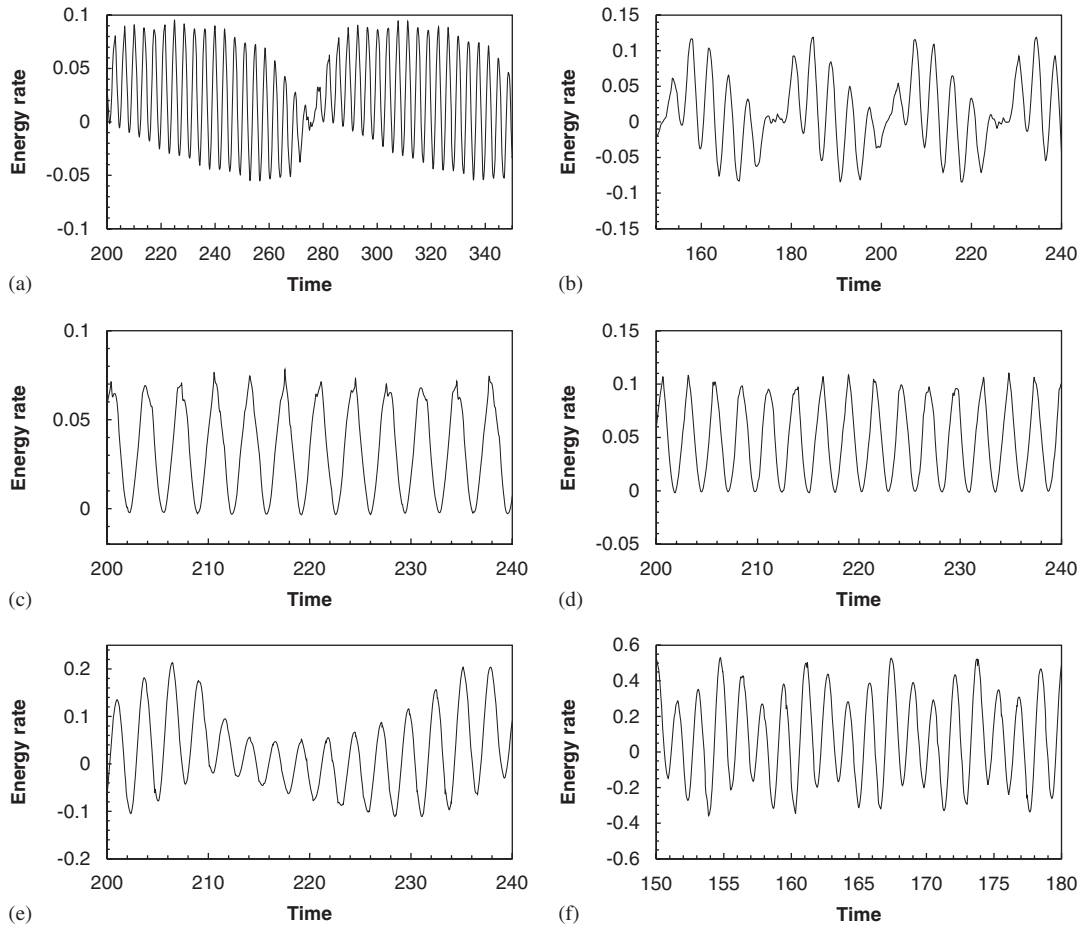 0.1
0.05
0
-0.05
-0.1
Energy rate
200 220 240 260 280 300 320 340
Time
(a)
0.15
0.1
0.05
0
-0.05
-0.1
-0.15
Energy rate
160 180 200 220 240
Time
(b)
0.1
0.05
0
Energy rate
200 210 220 230 240
Time
(c)
0.15
0.1
0.05
0
-0.05
Energy rate
200 210 220 230 240
Time
(d)
0.2
0.1
0
-0.1
-0.2
Energy rate
200 210 220 230 240
Time
(e)
0.6
0.4
0.2
0
-0.2
-0.4
-0.6
Energy rate
150 155 160 165 170 175 180
Time
(f)